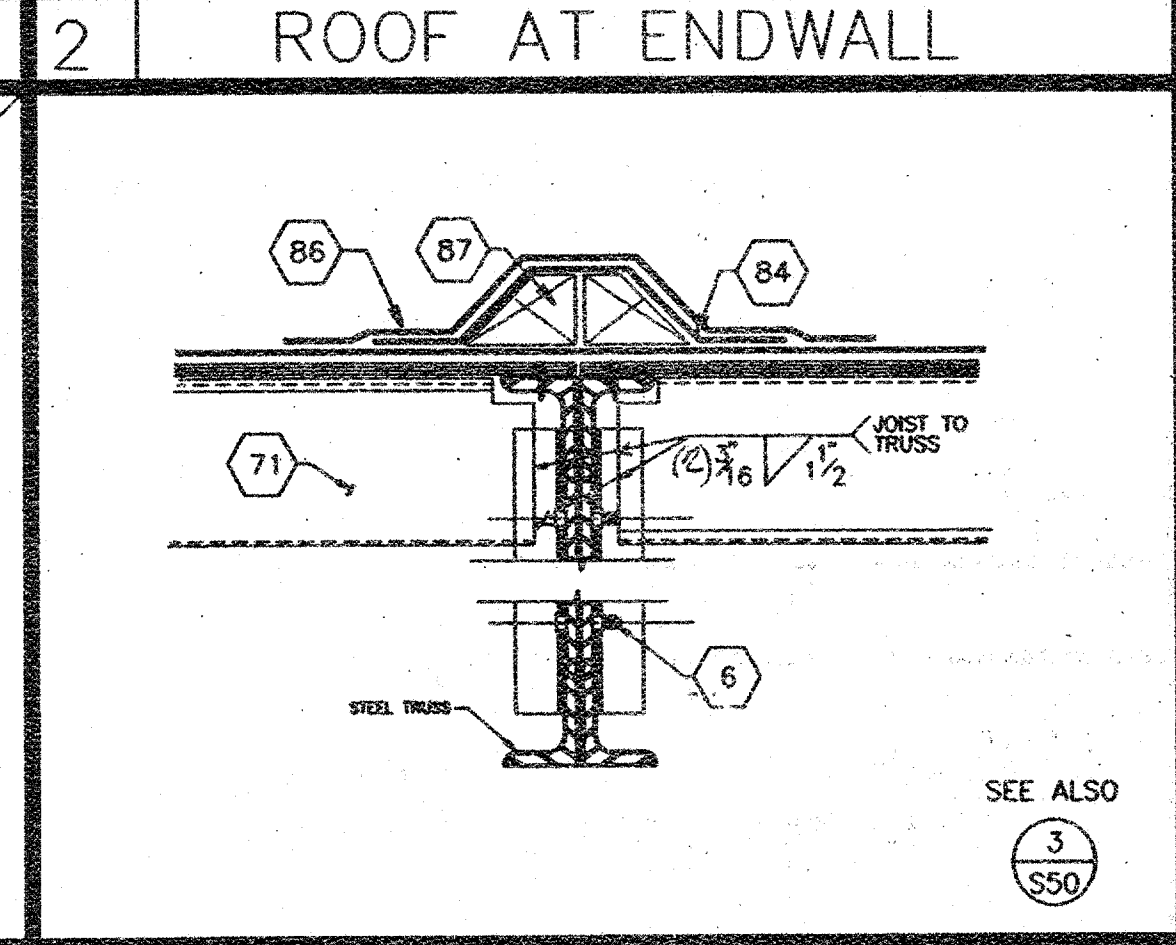 2 ROOF AT ENDWALL
86
87
84
JOIST TO
TRUSS
(2) 3"/16 1 1"/2
71
6
STEEL TRUSS
SEE ALSO
3
S50